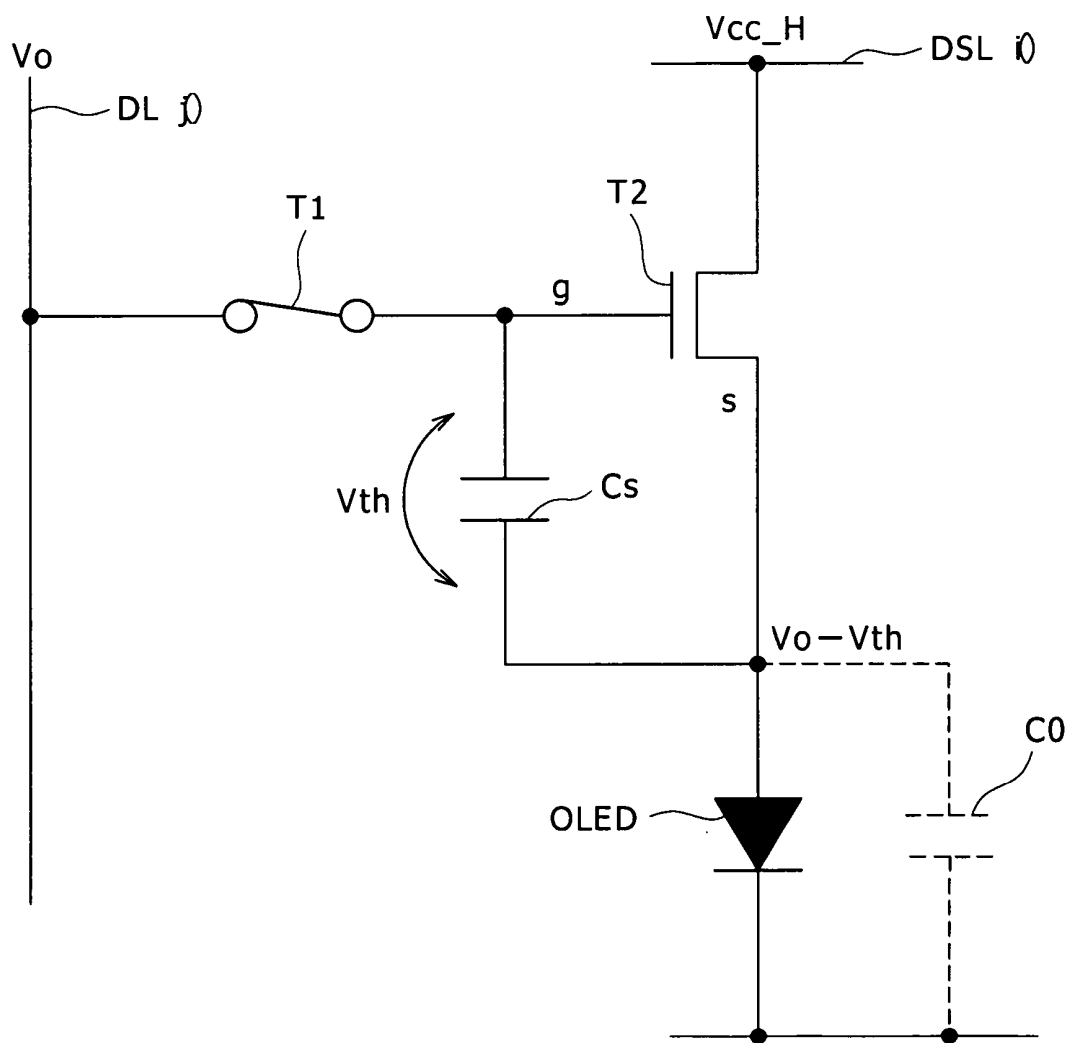 Vcc_H
Vo
DSL i()
DL j()
T2
T1
g
s
Vth
Cs
Vo－Vth
C0
OLED